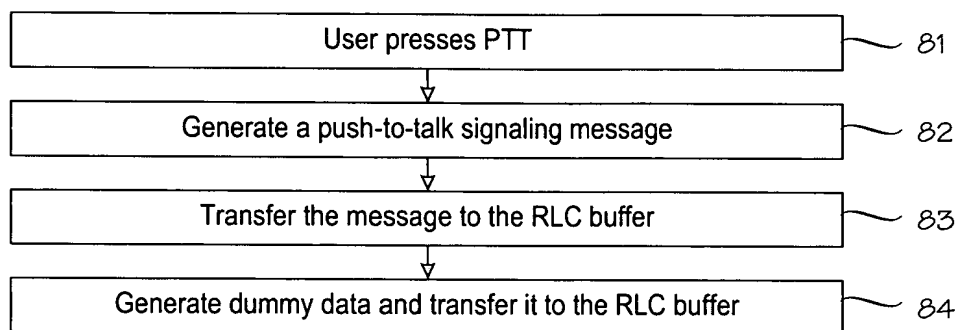 User presses PTT 81
Generate a push-to-talk signaling message 82
Transfer the message to the RLC buffer 83
Generate dummy data and transfer it to the RLC buffer 84